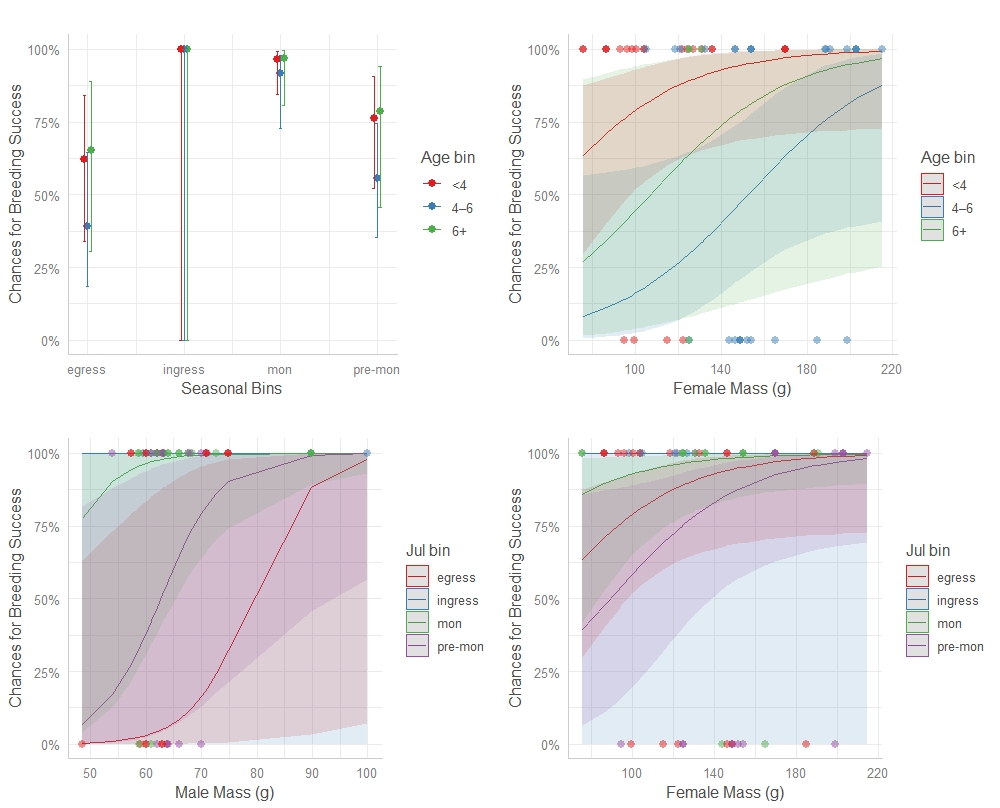 Chances for Breeding Success
100%
75%
50%
25%
0%
egress
ingress
mon
pre-mon
Seasonal Bins
Age bin
<4
4–6
6+
Chances for Breeding Success
100%
75%
50%
25%
0%
100
140
180
220
Female Mass (g)
Age bin
<4
4–6
6+
Chances for Breeding Success
100%
75%
50%
25%
0%
50
60
70
80
90
100
Male Mass (g)
Jul bin
egress
ingress
mon
pre-mon
Chances for Breeding Success
100%
75%
50%
25%
0%
100
140
180
220
Female Mass (g)
Jul bin
egress
ingress
mon
pre-mon